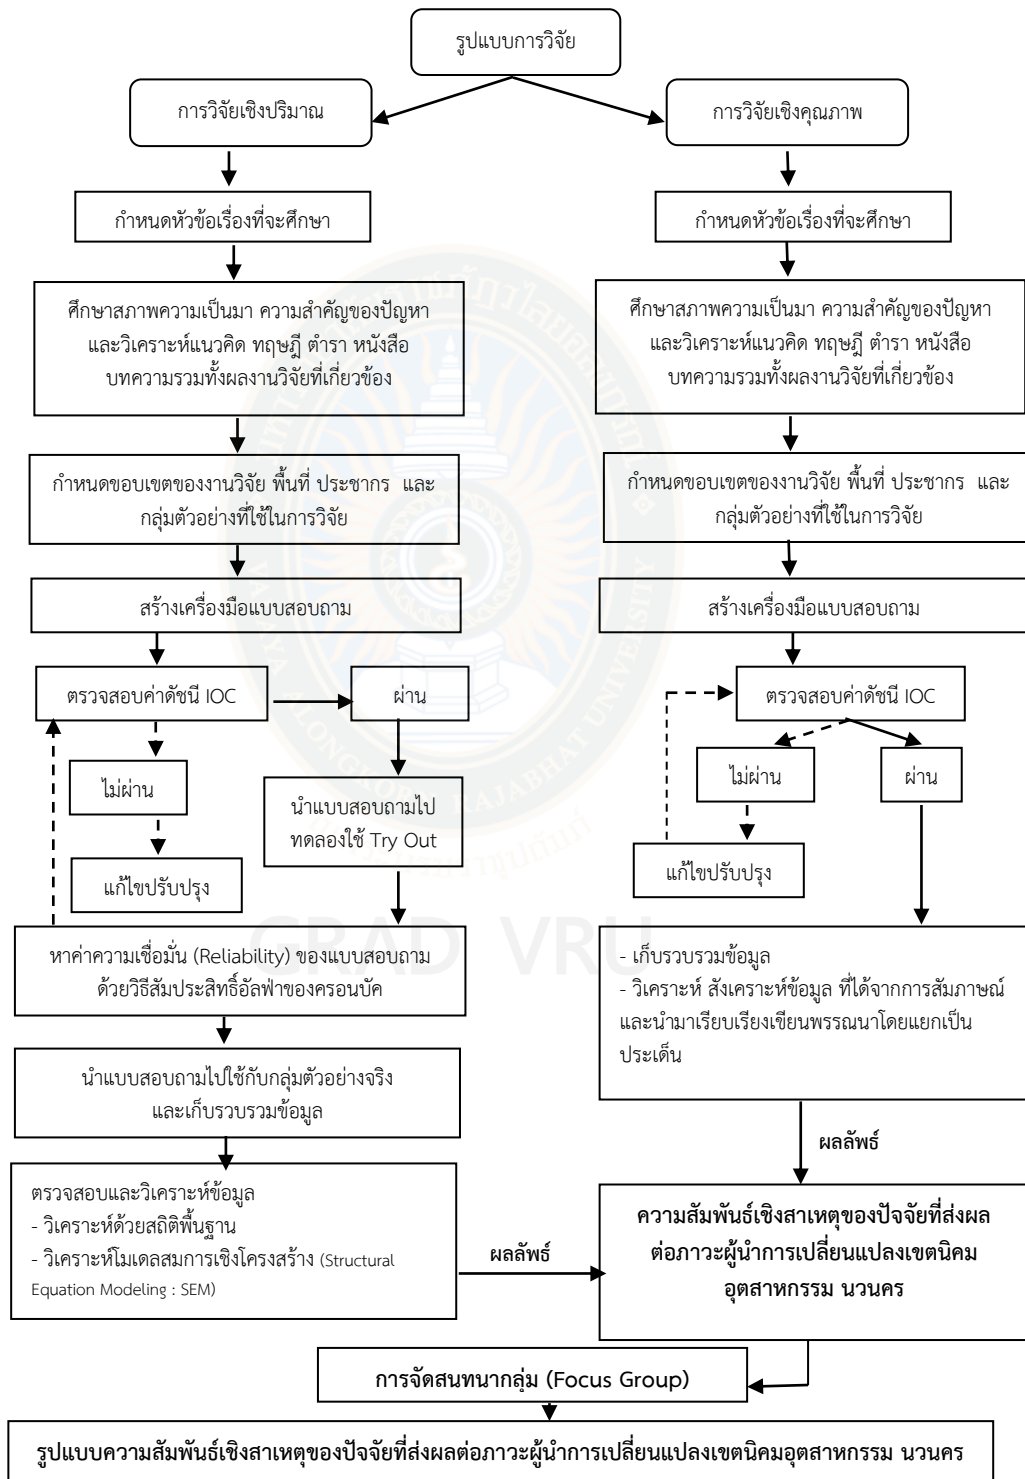 รูปแบบการวิจัย
การวิจัยเชิงปริมาณ
การวิจัยเชิงคุณภาพ
กำหนดหัวข้อเรื่องที่จะศึกษา
กำหนดหัวข้อเรื่องที่จะศึกษา
ศึกษาสภาพความเป็นมา ความสำคัญของปัญหา
และวิเคราะห์แนวคิด ทฤษฎี ตำรา หนังสือ
บทความรวมทั้งผลงานวิจัยที่เกี่ยวข้อง
ศึกษาสภาพความเป็นมา ความสำคัญของปัญหา
และวิเคราะห์แนวคิด ทฤษฎี ตำรา หนังสือ
บทความรวมทั้งผลงานวิจัยที่เกี่ยวข้อง
กำหนดขอบเขตของงานวิจัย พื้นที่ ประชากร และ
กลุ่มตัวอย่างที่ใช้ในการวิจัย
กำหนดขอบเขตของงานวิจัย พื้นที่ ประชากร และ
กลุ่มตัวอย่างที่ใช้ในการวิจัย
สร้างเครื่องมือแบบสอบถาม
สร้างเครื่องมือแบบสอบถาม
ตรวจสอบค่าดัชนี IOC
ผ่าน
ตรวจสอบค่าดัชนี IOC
ไม่ผ่าน
นำแบบสอบถามไป
ทดลองใช้ Try Out
ไม่ผ่าน
ผ่าน
แก้ไขปรับปรุง
แก้ไขปรับปรุง
GRAD VRU
หาค่าความเชื่อมั่น (Reliability) ของแบบสอบถาม
ด้วยวิธีสัมประสิทธิ์อัลฟ่าของครอนบัค
- เก็บรวบรวมข้อมูล
- วิเคราะห์ สังเคราะห์ข้อมูล ที่ได้จากการสัมภาษณ์
และนำมาเรียบเรียงเขียนพรรณนาโดยแยกเป็น
ประเด็น
นำแบบสอบถามไปใช้กับกลุ่มตัวอย่างจริง
และเก็บรวบรวมข้อมูล
ผลลัพธ์
ตรวจสอบและวิเคราะห์ข้อมูล
- วิเคราะห์ด้วยสถิติพื้นฐาน
- วิเคราะห์โมเดลสมการเชิงโครงสร้าง (Structural
Equation Modeling : SEM)
ผลลัพธ์
ความสัมพันธ์เชิงสาเหตุของปัจจัยที่ส่งผล
ต่อภาวะผู้นำการเปลี่ยนแปลงเขตนิคม
อุตสาหกรรม นวนคร
การจัดสนทนากลุ่ม (Focus Group)
รูปแบบความสัมพันธ์เชิงสาเหตุของปัจจัยที่ส่งผลต่อภาวะผู้นำการเปลี่ยนแปลงเขตนิคมอุตสาหกรรม นวนคร